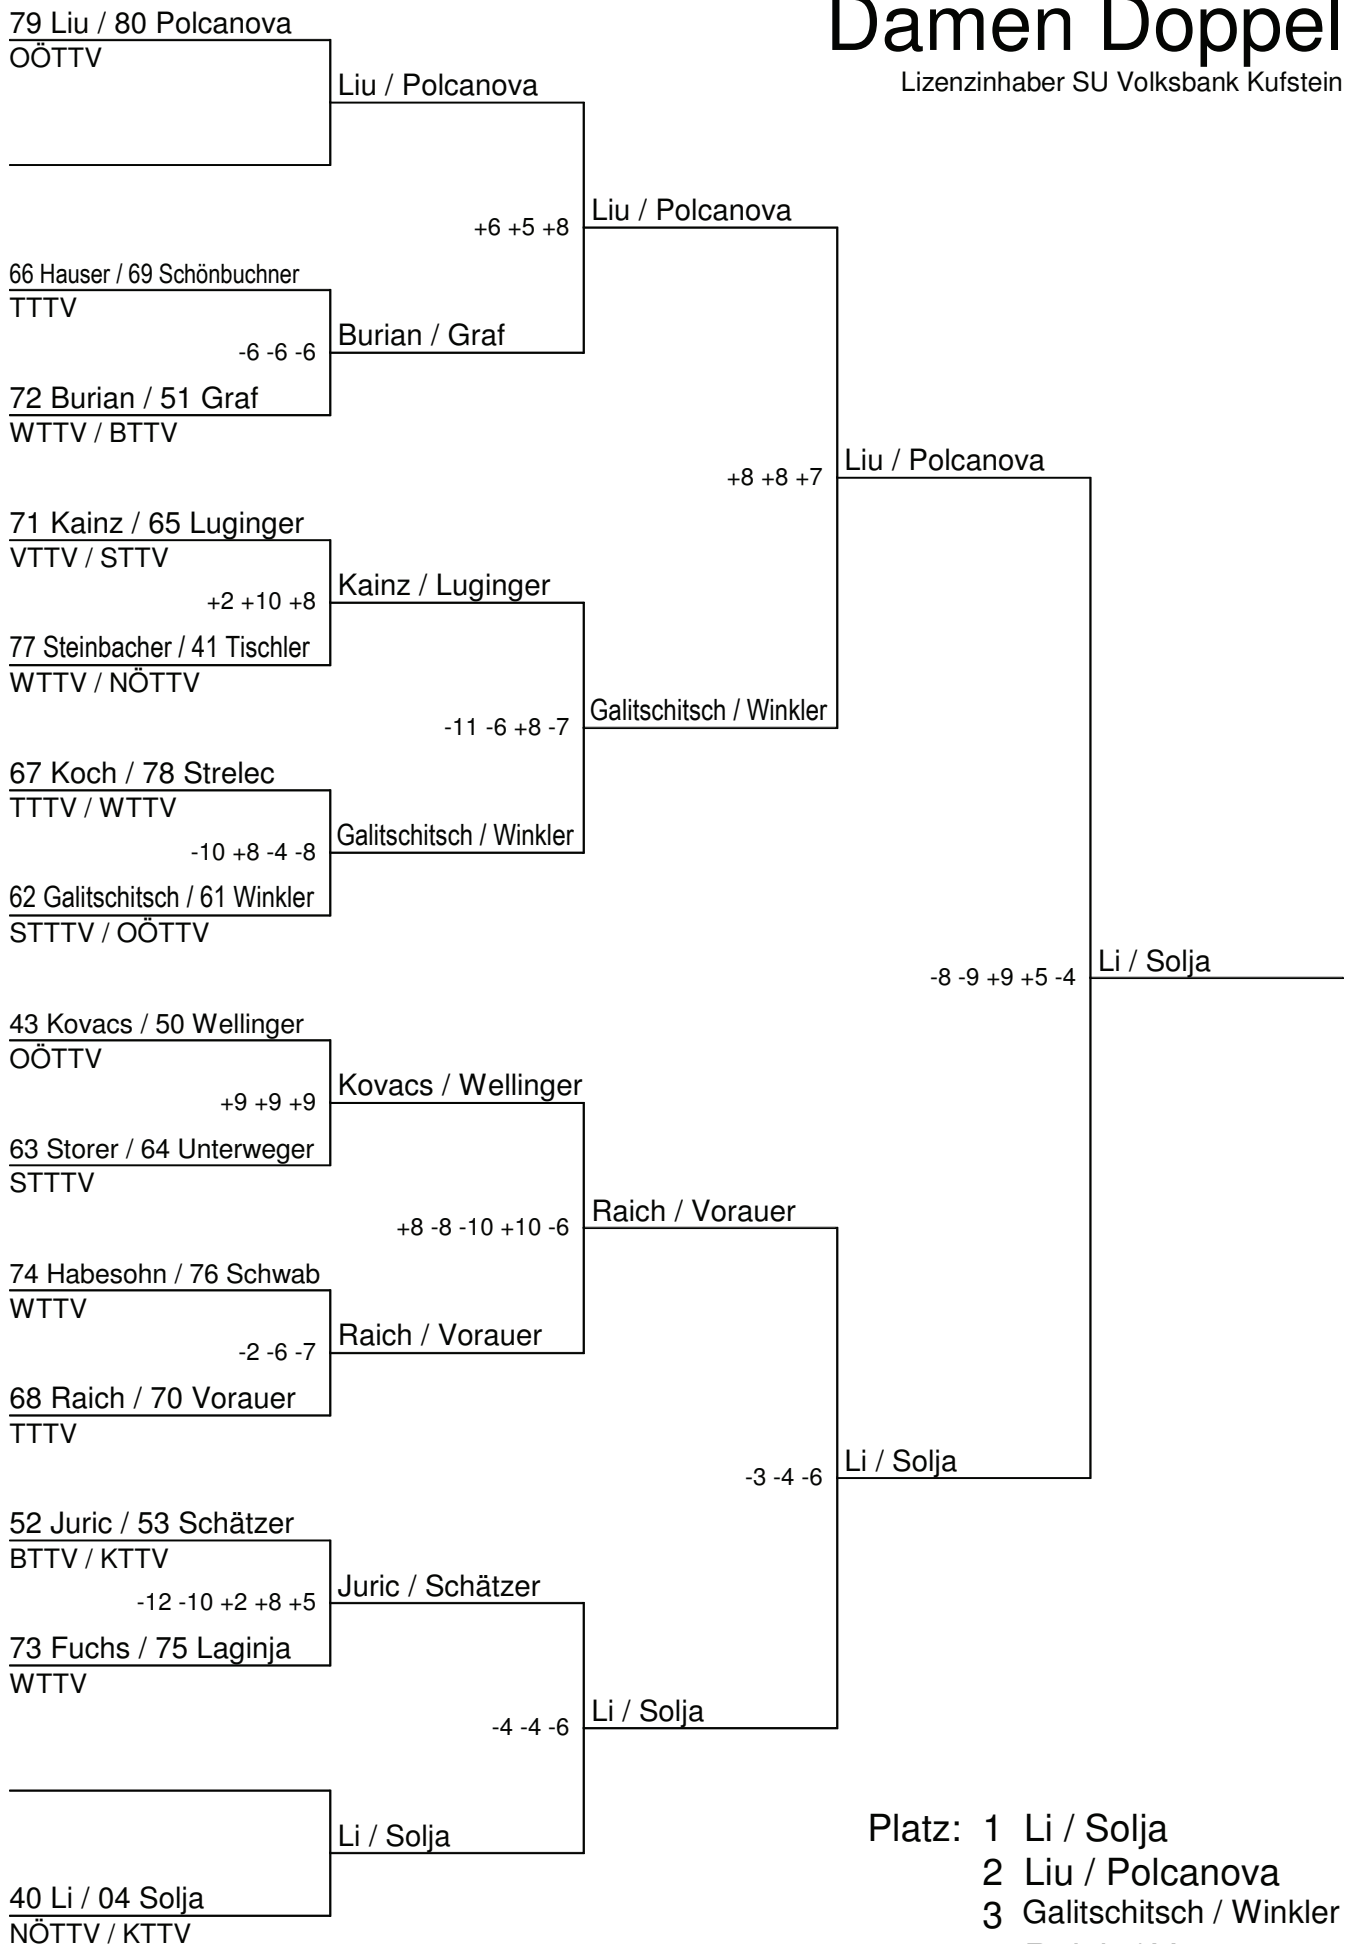 Damen Doppel
Lizenzinhaber SU Volksbank Kufstein
79 Liu / 80 Polcanova
OÖTTV
Liu / Polcanova
+6 +5 +8
Liu / Polcanova
66 Hauser / 69 Schönbuchner
TTTV
-6 -6 -6
Burian / Graf
72 Burian / 51 Graf
WTTV / BTTV
+8 +8 +7
Liu / Polcanova
71 Kainz / 65 Luginger
VTTV / STTV
+2 +10 +8
Kainz / Luginger
77 Steinbacher / 41 Tischler
WTTV / NÖTTV
-11 -6 +8 -7
Galitschitsch / Winkler
67 Koch / 78 Strelec
TTTV / WTTV
-10 +8 -4 -8
Galitschitsch / Winkler
62 Galitschitsch / 61 Winkler
STTTV / OÖTTV
-8 -9 +9 +5 -4
Li / Solja
43 Kovacs / 50 Wellinger
OÖTTV
+9 +9 +9
Kovacs / Wellinger
63 Storer / 64 Unterweger
STTTV
+8 -8 -10 +10 -6
Raich / Vorauer
74 Habesohn / 76 Schwab
WTTV
-2 -6 -7
Raich / Vorauer
68 Raich / 70 Vorauer
TTTV
-3 -4 -6
Li / Solja
52 Juric / 53 Schätzer
BTTV / KTTV
-12 -10 +2 +8 +5
Juric / Schätzer
73 Fuchs / 75 Laginja
WTTV
-4 -4 -6
Li / Solja
Li / Solja
40 Li / 04 Solja
NÖTTV / KTTV
Platz: 1 Li / Solja
2 Liu / Polcanova
3 Galitschitsch / Winkler